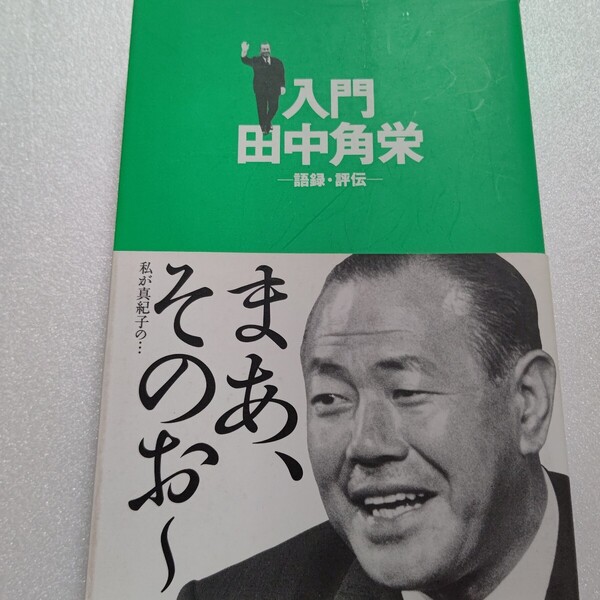 入門
田中角栄
─語録・評伝─
まあ、
そのお〜
私が真紀子の…